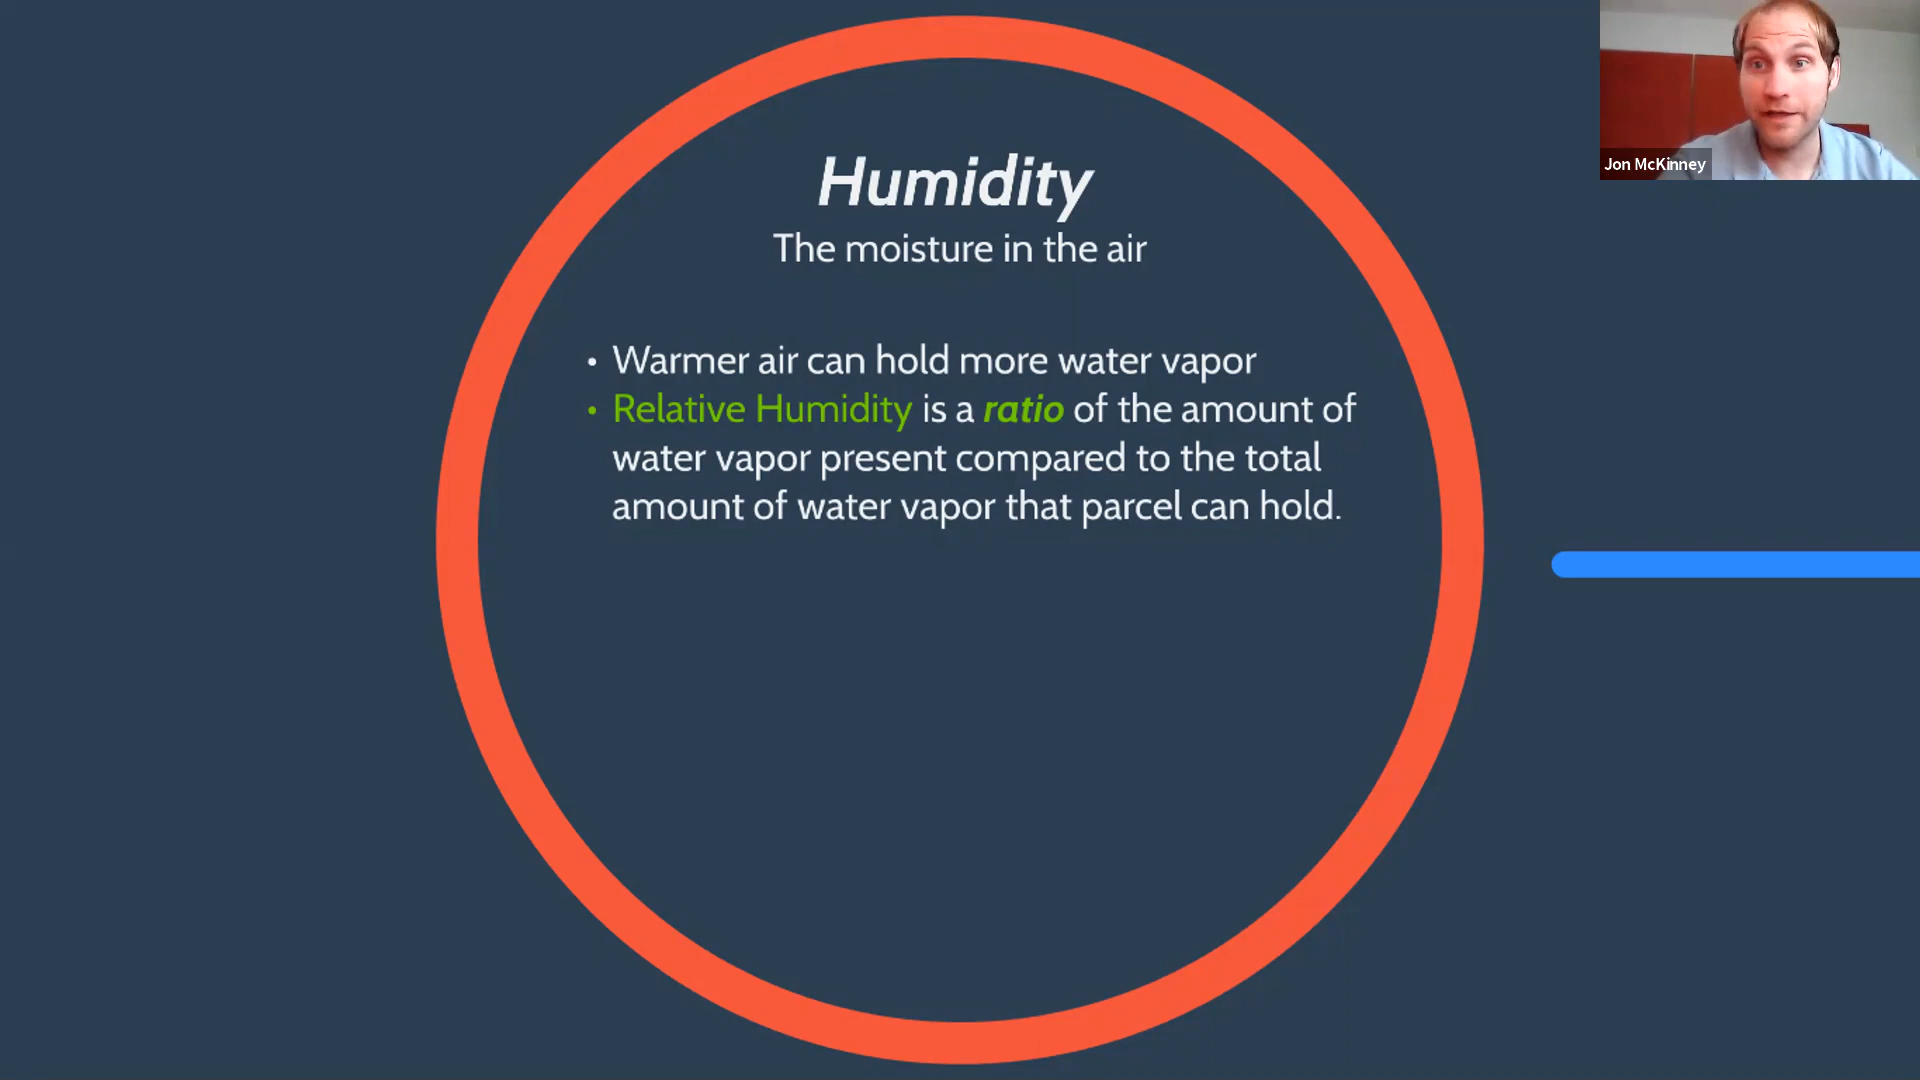 Humidity
The moisture in the air
• Warmer air can hold more water vapor
• Relative Humidity is a ratio of the amount of
water vapor present compared to the total
amount of water vapor that parcel can hold.
Jon McKinney